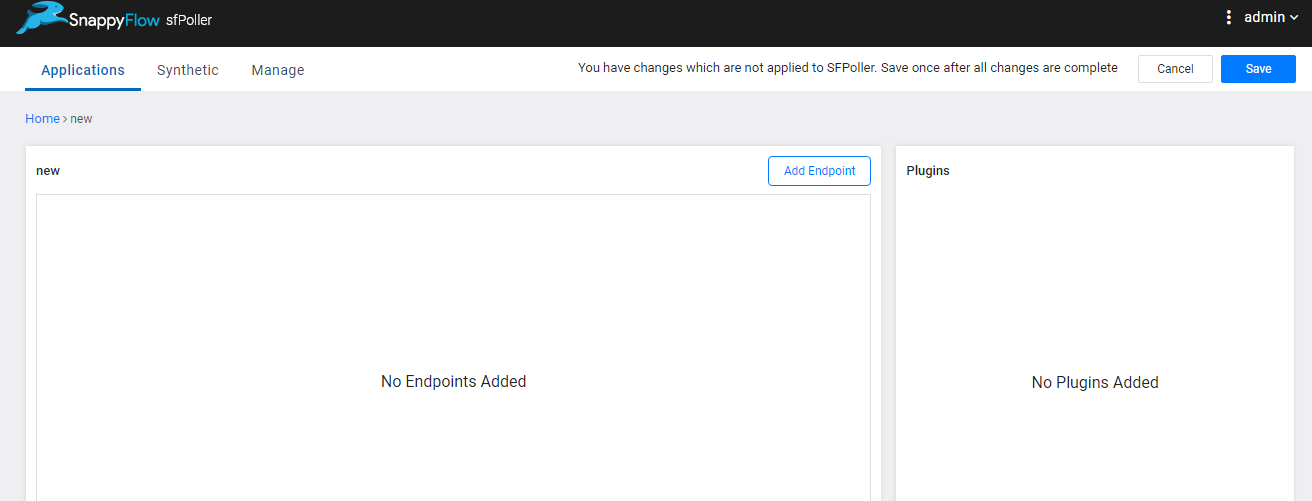 SnappyFlow sfPoller
admin
Applications Synthetic Manage
You have changes which are not applied to SFPoller. Save once after all changes are complete
Cancel
Save
Home › new
new
Add Endpoint
Plugins
No Endpoints Added
No Plugins Added